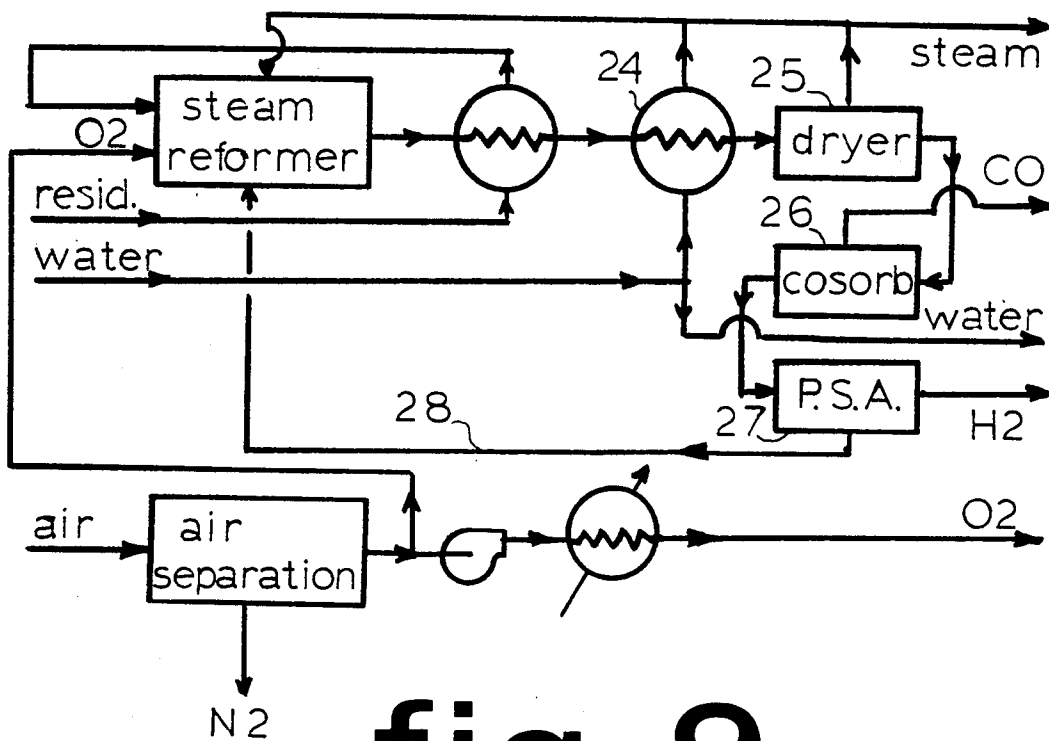 steam
24
25
steam
reformer
dryer
O2
CO
resid.
26
water
cosorb
water
P.S.A.
28
27
H2
air
air
separation
O2
N2